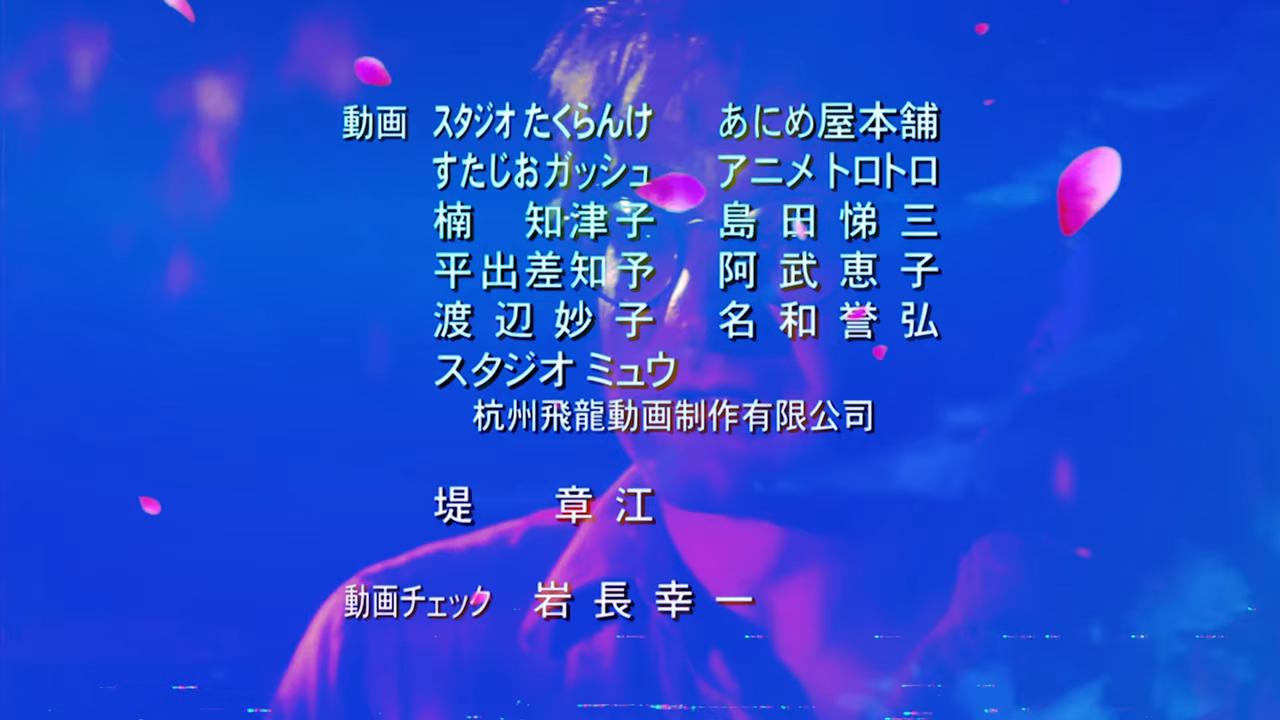 動画 スタジオたくらんけ あにめ屋本舗
すたじおガッシュ アニメトロトロ
楠 知津子 島田悌三
平出差知予 阿武恵子
渡辺妙子 名和誉弘
スタジオミュウ
杭州飛龍動画制作有限公司
堤 章江
動画チェック 岩長幸一